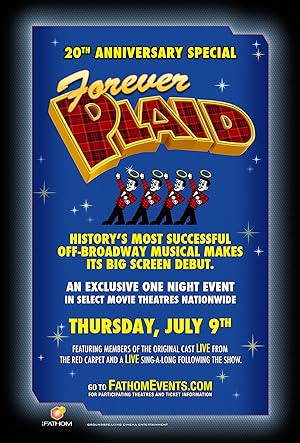 20TH ANNIVERSARY SPECIAL
Forever
PLAID
HISTORY'S MOST SUCCESSFUL
OFF-BROADWAY MUSICAL MAKES
ITS BIG SCREEN DEBUT.
AN EXCLUSIVE ONE NIGHT EVENT
IN SELECT MOVIE THEATRES NATIONWIDE
THURSDAY, JULY 9TH
FEATURING MEMBERS OF THE ORIGINAL CAST LIVE FROM
THE RED CARPET AND A LIVE SING-A-LONG FOLLOWING THE SHOW.
GO TO FATHOMEVENTS.COM
FOR PARTICIPATING THEATRES AND TICKET INFORMATION
FATHOM GROUNDBREAKING CINEMA ENTERTAINMENT